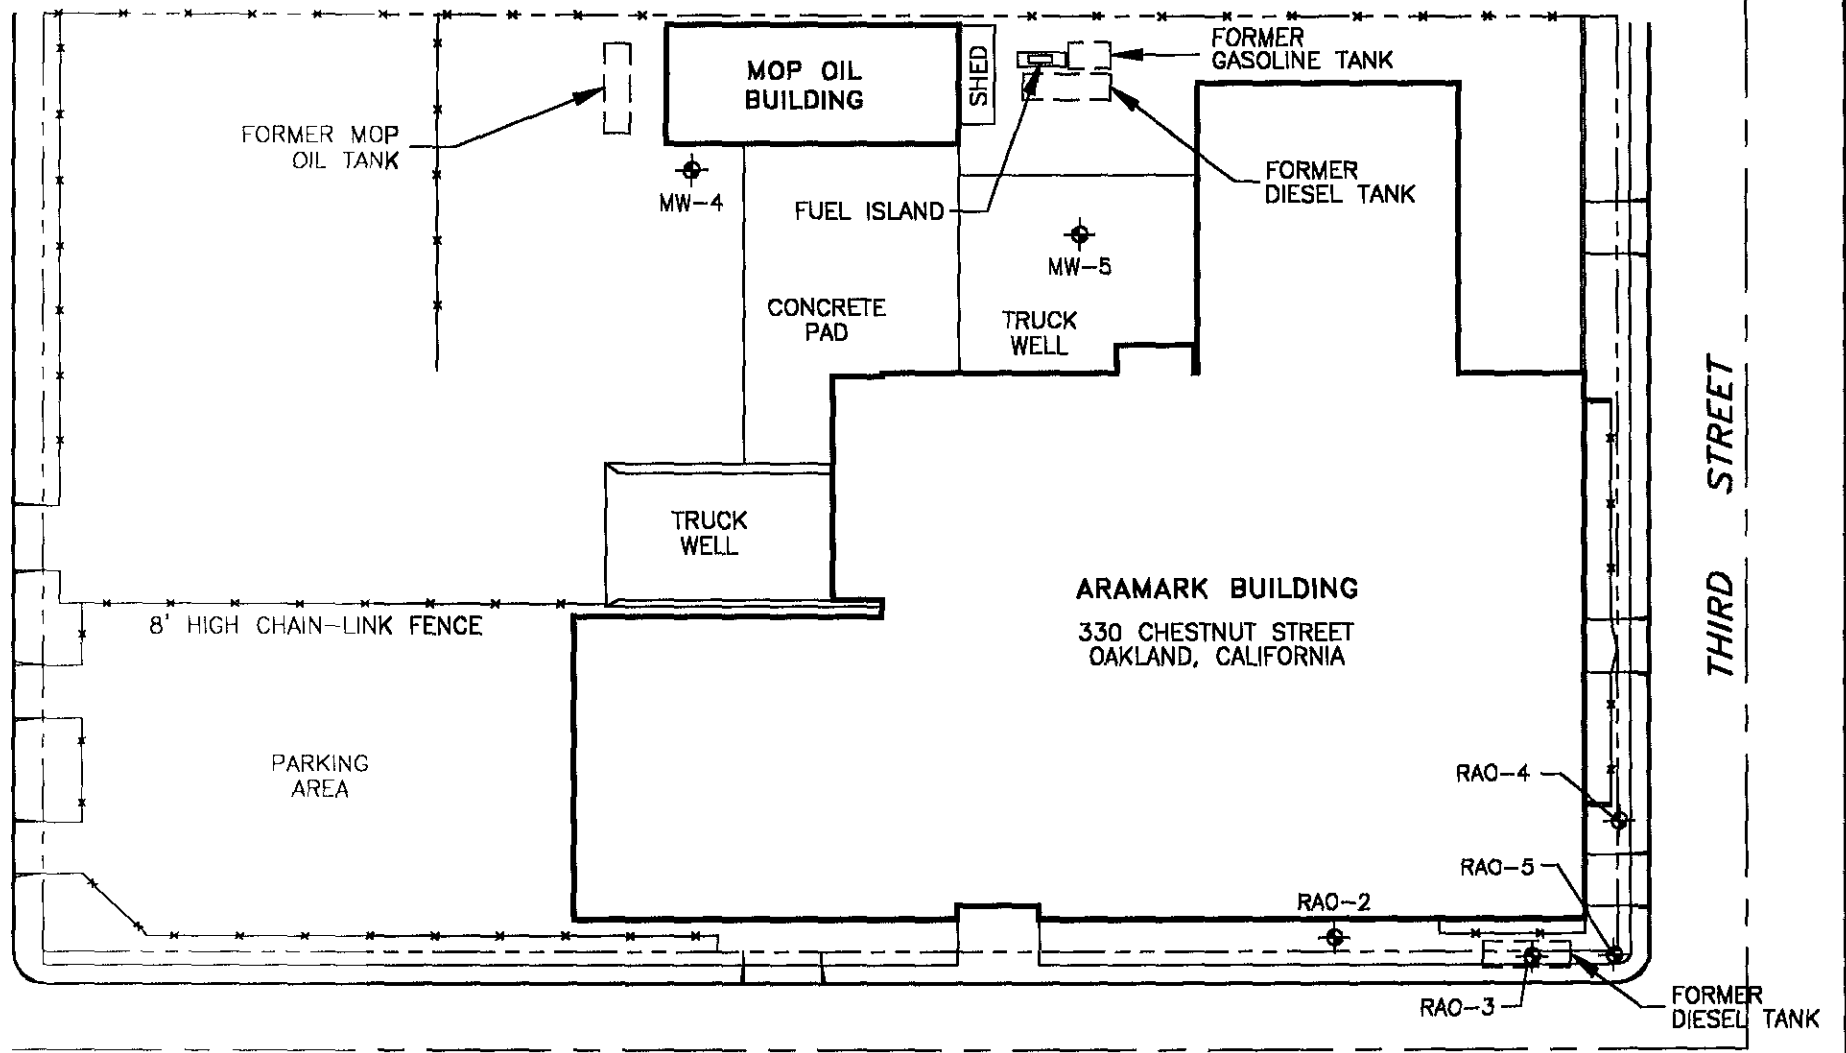 FORMER
GASOLINE TANK
MOP OIL
BUILDING
SHED
FORMER MOP
OIL TANK
FORMER
DIESEL TANK
MW-4
FUEL ISLAND
MW-5
CONCRETE
PAD
TRUCK
WELL
THIRD STREET
TRUCK
WELL
ARAMARK BUILDING
330 CHESTNUT STREET
OAKLAND, CALIFORNIA
8' HIGH CHAIN-LINK FENCE
PARKING
AREA
RAO-4
RAO-5
RAO-2
RAO-3
FORMER
DIESEL TANK